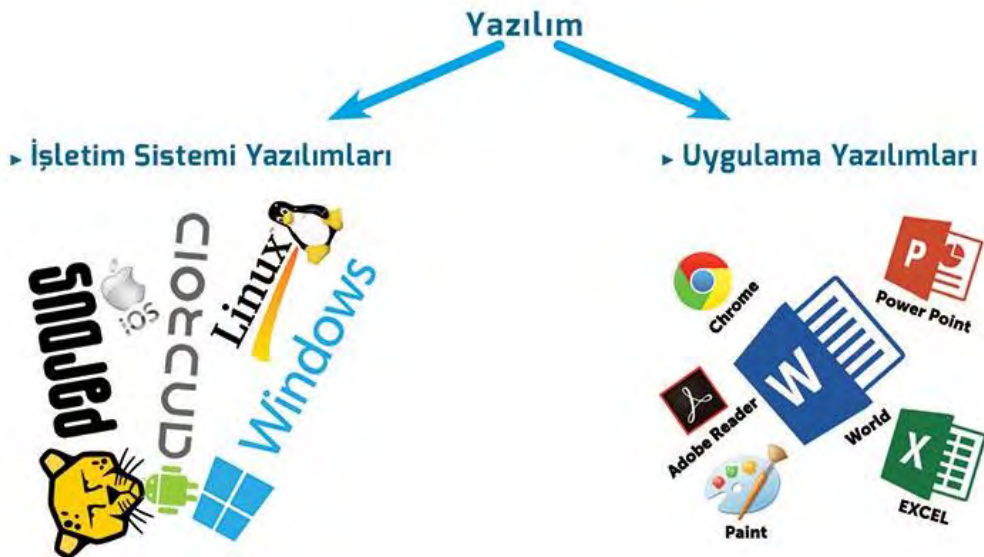 Yazılım
▸ İşletim Sistemi Yazılımları
▸ Uygulama Yazılımları
pardus
iOS
ANDROID
Linux
Windows
Chrome
Power Point
Adobe Reader
World
Paint
EXCEL
P
W
X